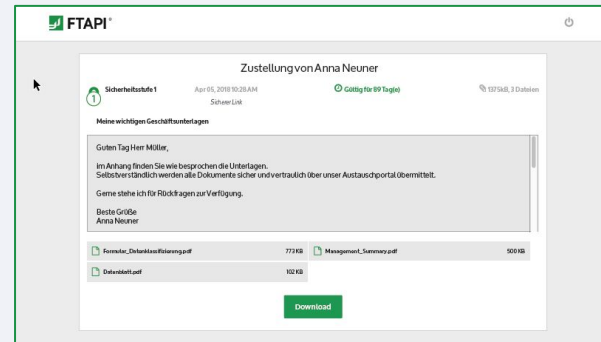 FTAPI®
Zustellung von Anna Neuner
Sicherheitsstufe 1 Apr 05, 2018 10:28 AM Gültig für 89 Tag(e) 1375kB, 3 Dateien
1 Sicherer Link
Meine wichtigen Geschäftsunterlagen
Guten Tag Herr Müller,
im Anhang finden Sie wie besprochen die Unterlagen.
Selbstverständlich werden alle Dokumente sicher und vertraulich über unser Austauschportal übermittelt.
Gerne stehe ich für Rückfragen zur Verfügung.
Beste Grüße
Anna Neuner
Formular_Datenklassifizierung.pdf 773 KB Management_Summary.pdf 500 KB
Datenblatt.pdf 102 KB
Download